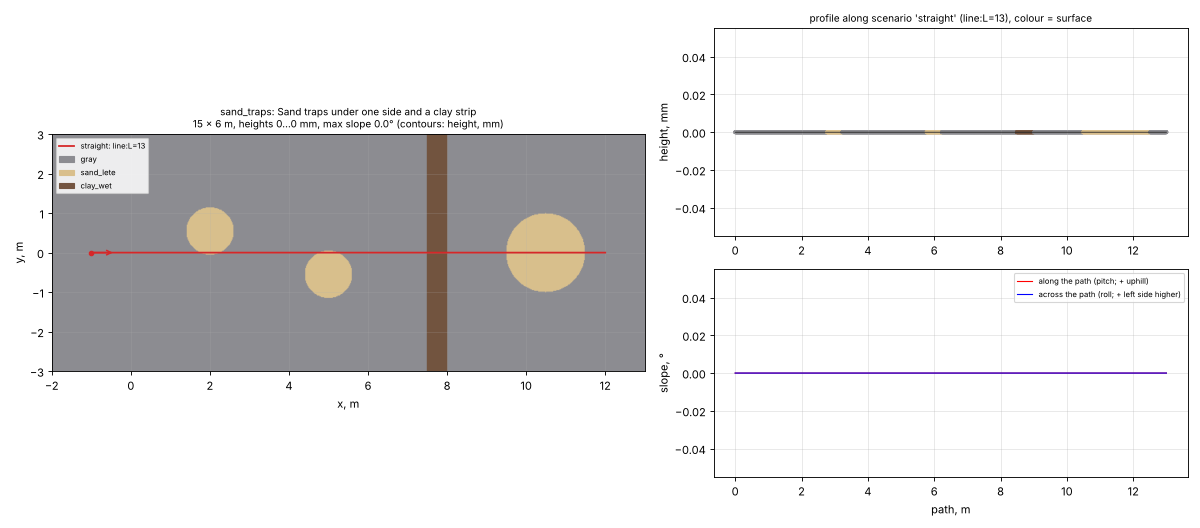 sand_traps: Sand traps under one side and a clay strip
15 × 6 m, heights 0...0 mm, max slope 0.0° (contours: height, mm)
straight: line:L=13
gray
sand_lete
clay_wet
y, m
3
2
1
0
−1
−2
−3
−2
0
2
4
6
8
10
12
x, m
profile along scenario 'straight' (line:L=13), colour = surface
height, mm
0.04
0.02
0.00
−0.02
−0.04
0
2
4
6
8
10
12
along the path (pitch; + uphill)
across the path (roll; + left side higher)
slope, °
0.04
0.02
0.00
−0.02
−0.04
0
2
4
6
8
10
12
path, m